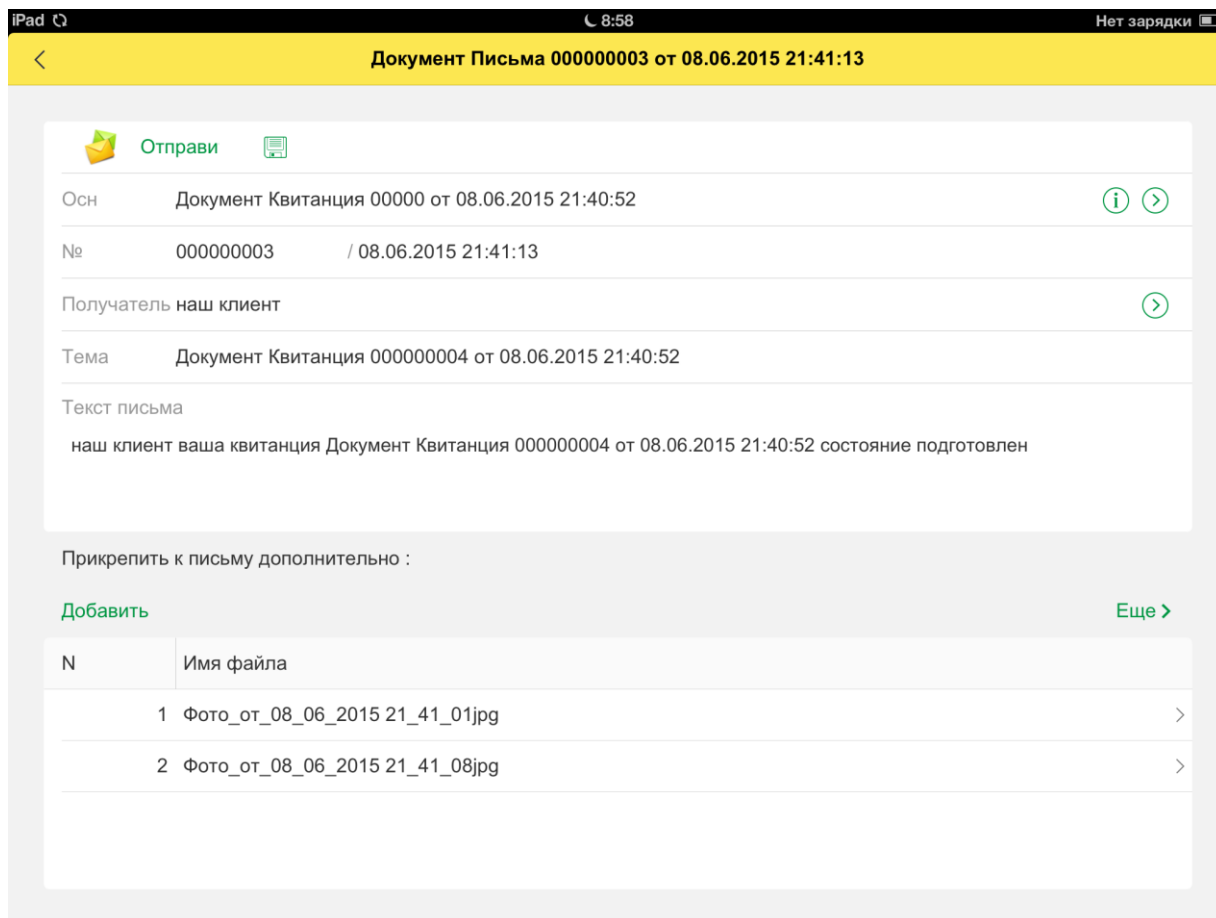 iPad 8:58 Нет зарядки
Документ Письма 000000003 от 08.06.2015 21:41:13
Отправи
Осн Документ Квитанция 00000 от 08.06.2015 21:40:52
№ 000000003 / 08.06.2015 21:41:13
Получатель наш клиент
Тема Документ Квитанция 000000004 от 08.06.2015 21:40:52
Текст письма
наш клиент ваша квитанция Документ Квитанция 000000004 от 08.06.2015 21:40:52 состояние подготовлен
Прикрепить к письму дополнительно :
Добавить Еще
N Имя файла
1 Фото_от_08_06_2015 21_41_01jpg
2 Фото_от_08_06_2015 21_41_08jpg